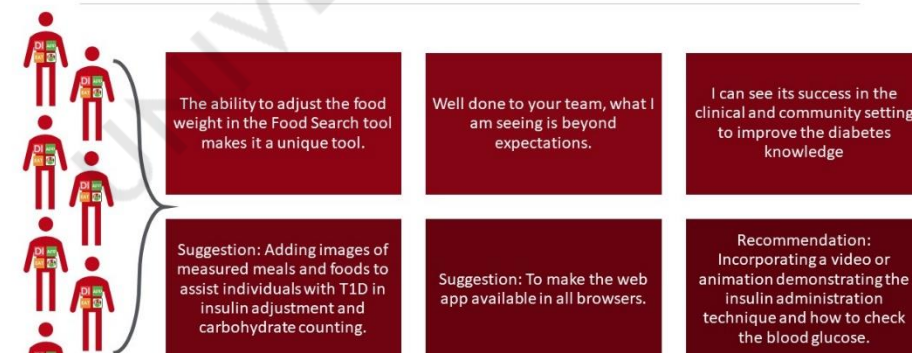 The ability to adjust the food
weight in the Food Search tool
makes it a unique tool.
Well done to your team, what I
am seeing is beyond
expectations.
I can see its success in the
clinical and community setting
to improve the diabetes
knowledge
Suggestion: Adding images of
measured meals and foods to
assist individuals with T1D in
insulin adjustment and
carbohydrate counting.
Suggestion: To make the web
app available in all browsers.
Recommendation:
Incorporating a video or
animation demonstrating the
insulin administration
technique and how to check
the blood glucose.